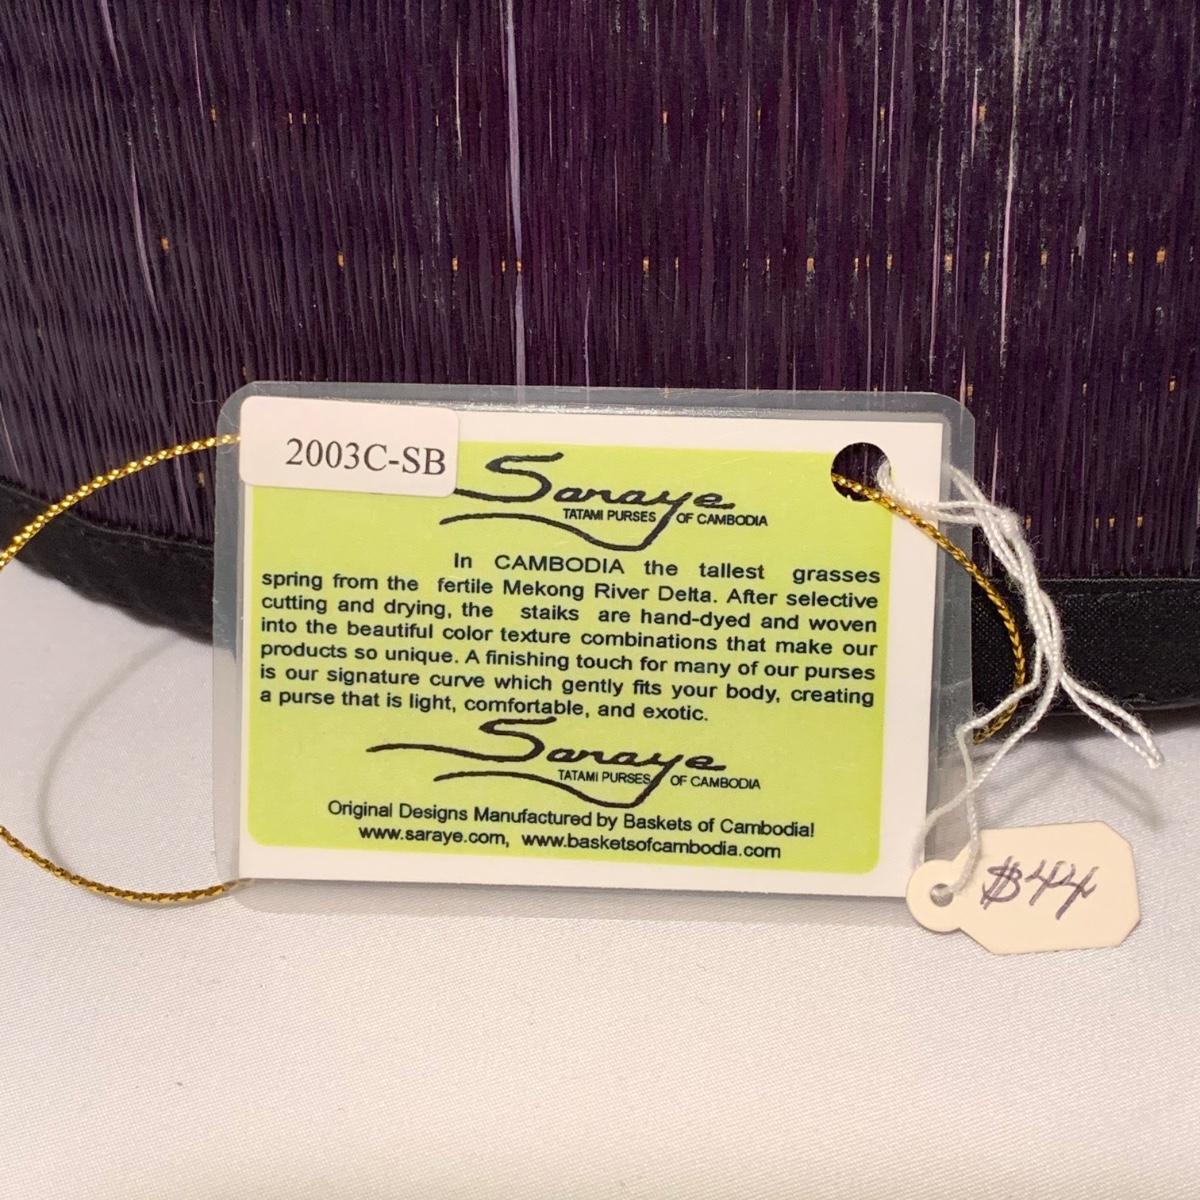 2003C-SB
Saraye
TATAMI PURSES OF CAMBODIA
In CAMBODIA the tallest grasses
spring from the fertile Mekong River Delta. After selective
cutting and drying, the staiks are hand-dyed and woven
into the beautiful color texture combinations that make our
products so unique. A finishing touch for many of our purses
is our signature curve which gently fits your body, creating
a purse that is light, comfortable, and exotic.
Saraye
TATAMI PURSES OF CAMBODIA
Original Designs Manufactured by Baskets of Cambodia!
www.saraye.com, www.basketsofcambodia.com
$44